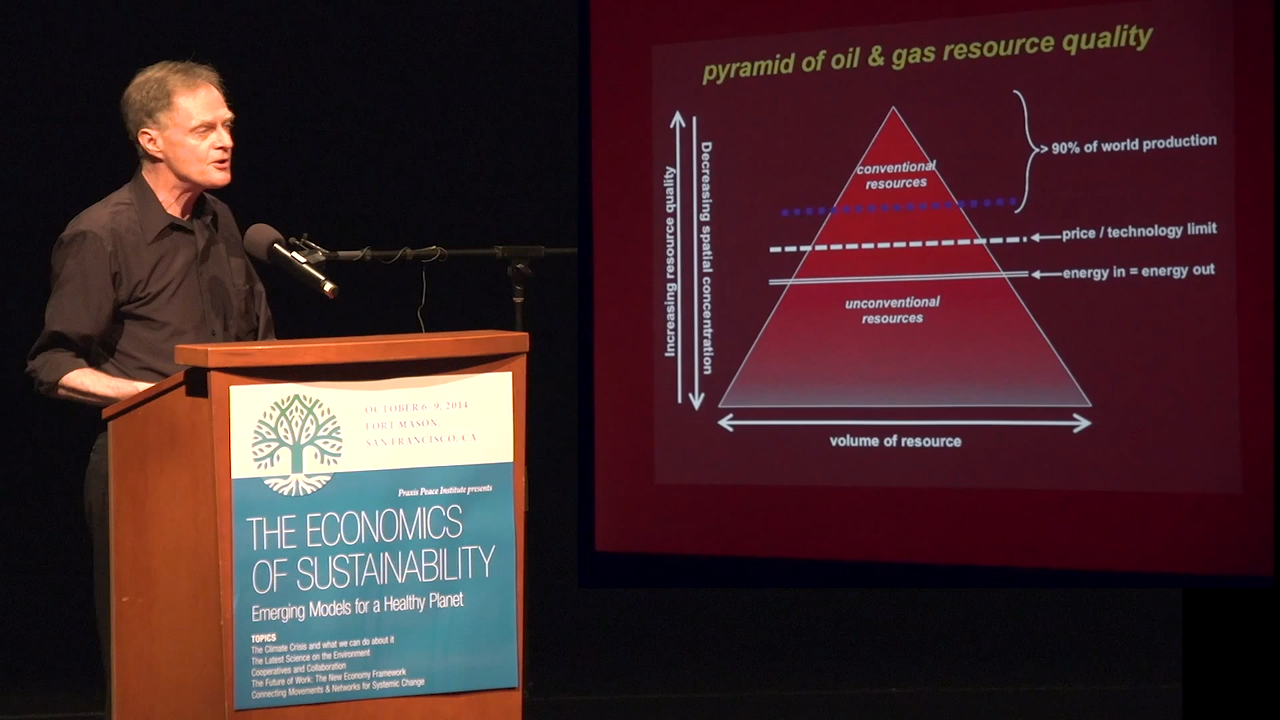 OCTOBER 6-9, 2014
FORT MASON,
SAN FRANCISCO, CA
Praxis Peace Institute presents
THE ECONOMICS
OF SUSTAINABILITY
Emerging Models for a Healthy Planet
TOPICS
The Climate Crisis and what we can do about it
The Latest Science on the Environment
Cooperatives and Collaboration
The Future of Work: The New Economy Framework
Connecting Movements & Networks for Systemic Change
pyramid of oil & gas resource quality
Increasing resource quality
Decreasing spatial concentration
conventional
resources
> 90% of world production
price / technology limit
energy in = energy out
unconventional
resources
volume of resource